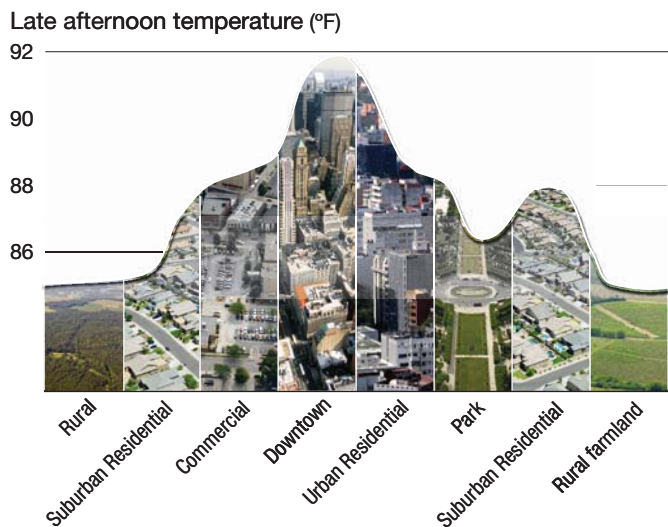 Late afternoon temperature (ºF)
92
90
88
86
Rural
Suburban Residential
Commercial
Downtown
Urban Residential
Park
Suburban Residential
Rural farmland